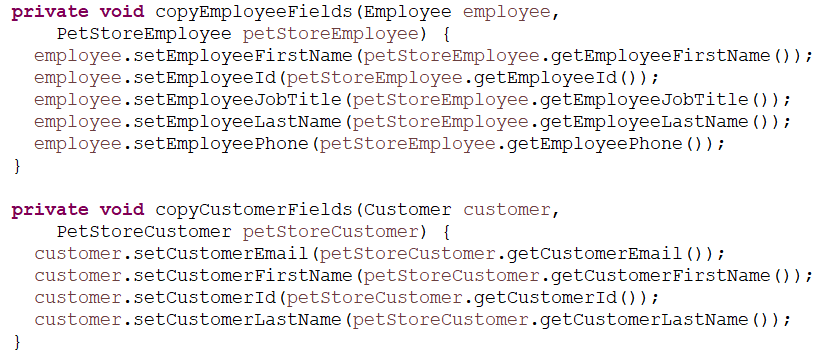 private void copyEmployeeFields(Employee employee,
    PetStoreEmployee petStoreEmployee) {
  employee.setEmployeeFirstName(petStoreEmployee.getEmployeeFirstName());
  employee.setEmployeeId(petStoreEmployee.getEmployeeId());
  employee.setEmployeeJobTitle(petStoreEmployee.getEmployeeJobTitle());
  employee.setEmployeeLastName(petStoreEmployee.getEmployeeLastName());
  employee.setEmployeePhone(petStoreEmployee.getEmployeePhone());
}

private void copyCustomerFields(Customer customer,
    PetStoreCustomer petStoreCustomer) {
  customer.setCustomerEmail(petStoreCustomer.getCustomerEmail());
  customer.setCustomerFirstName(petStoreCustomer.getCustomerFirstName());
  customer.setCustomerId(petStoreCustomer.getCustomerId());
  customer.setCustomerLastName(petStoreCustomer.getCustomerLastName());
}